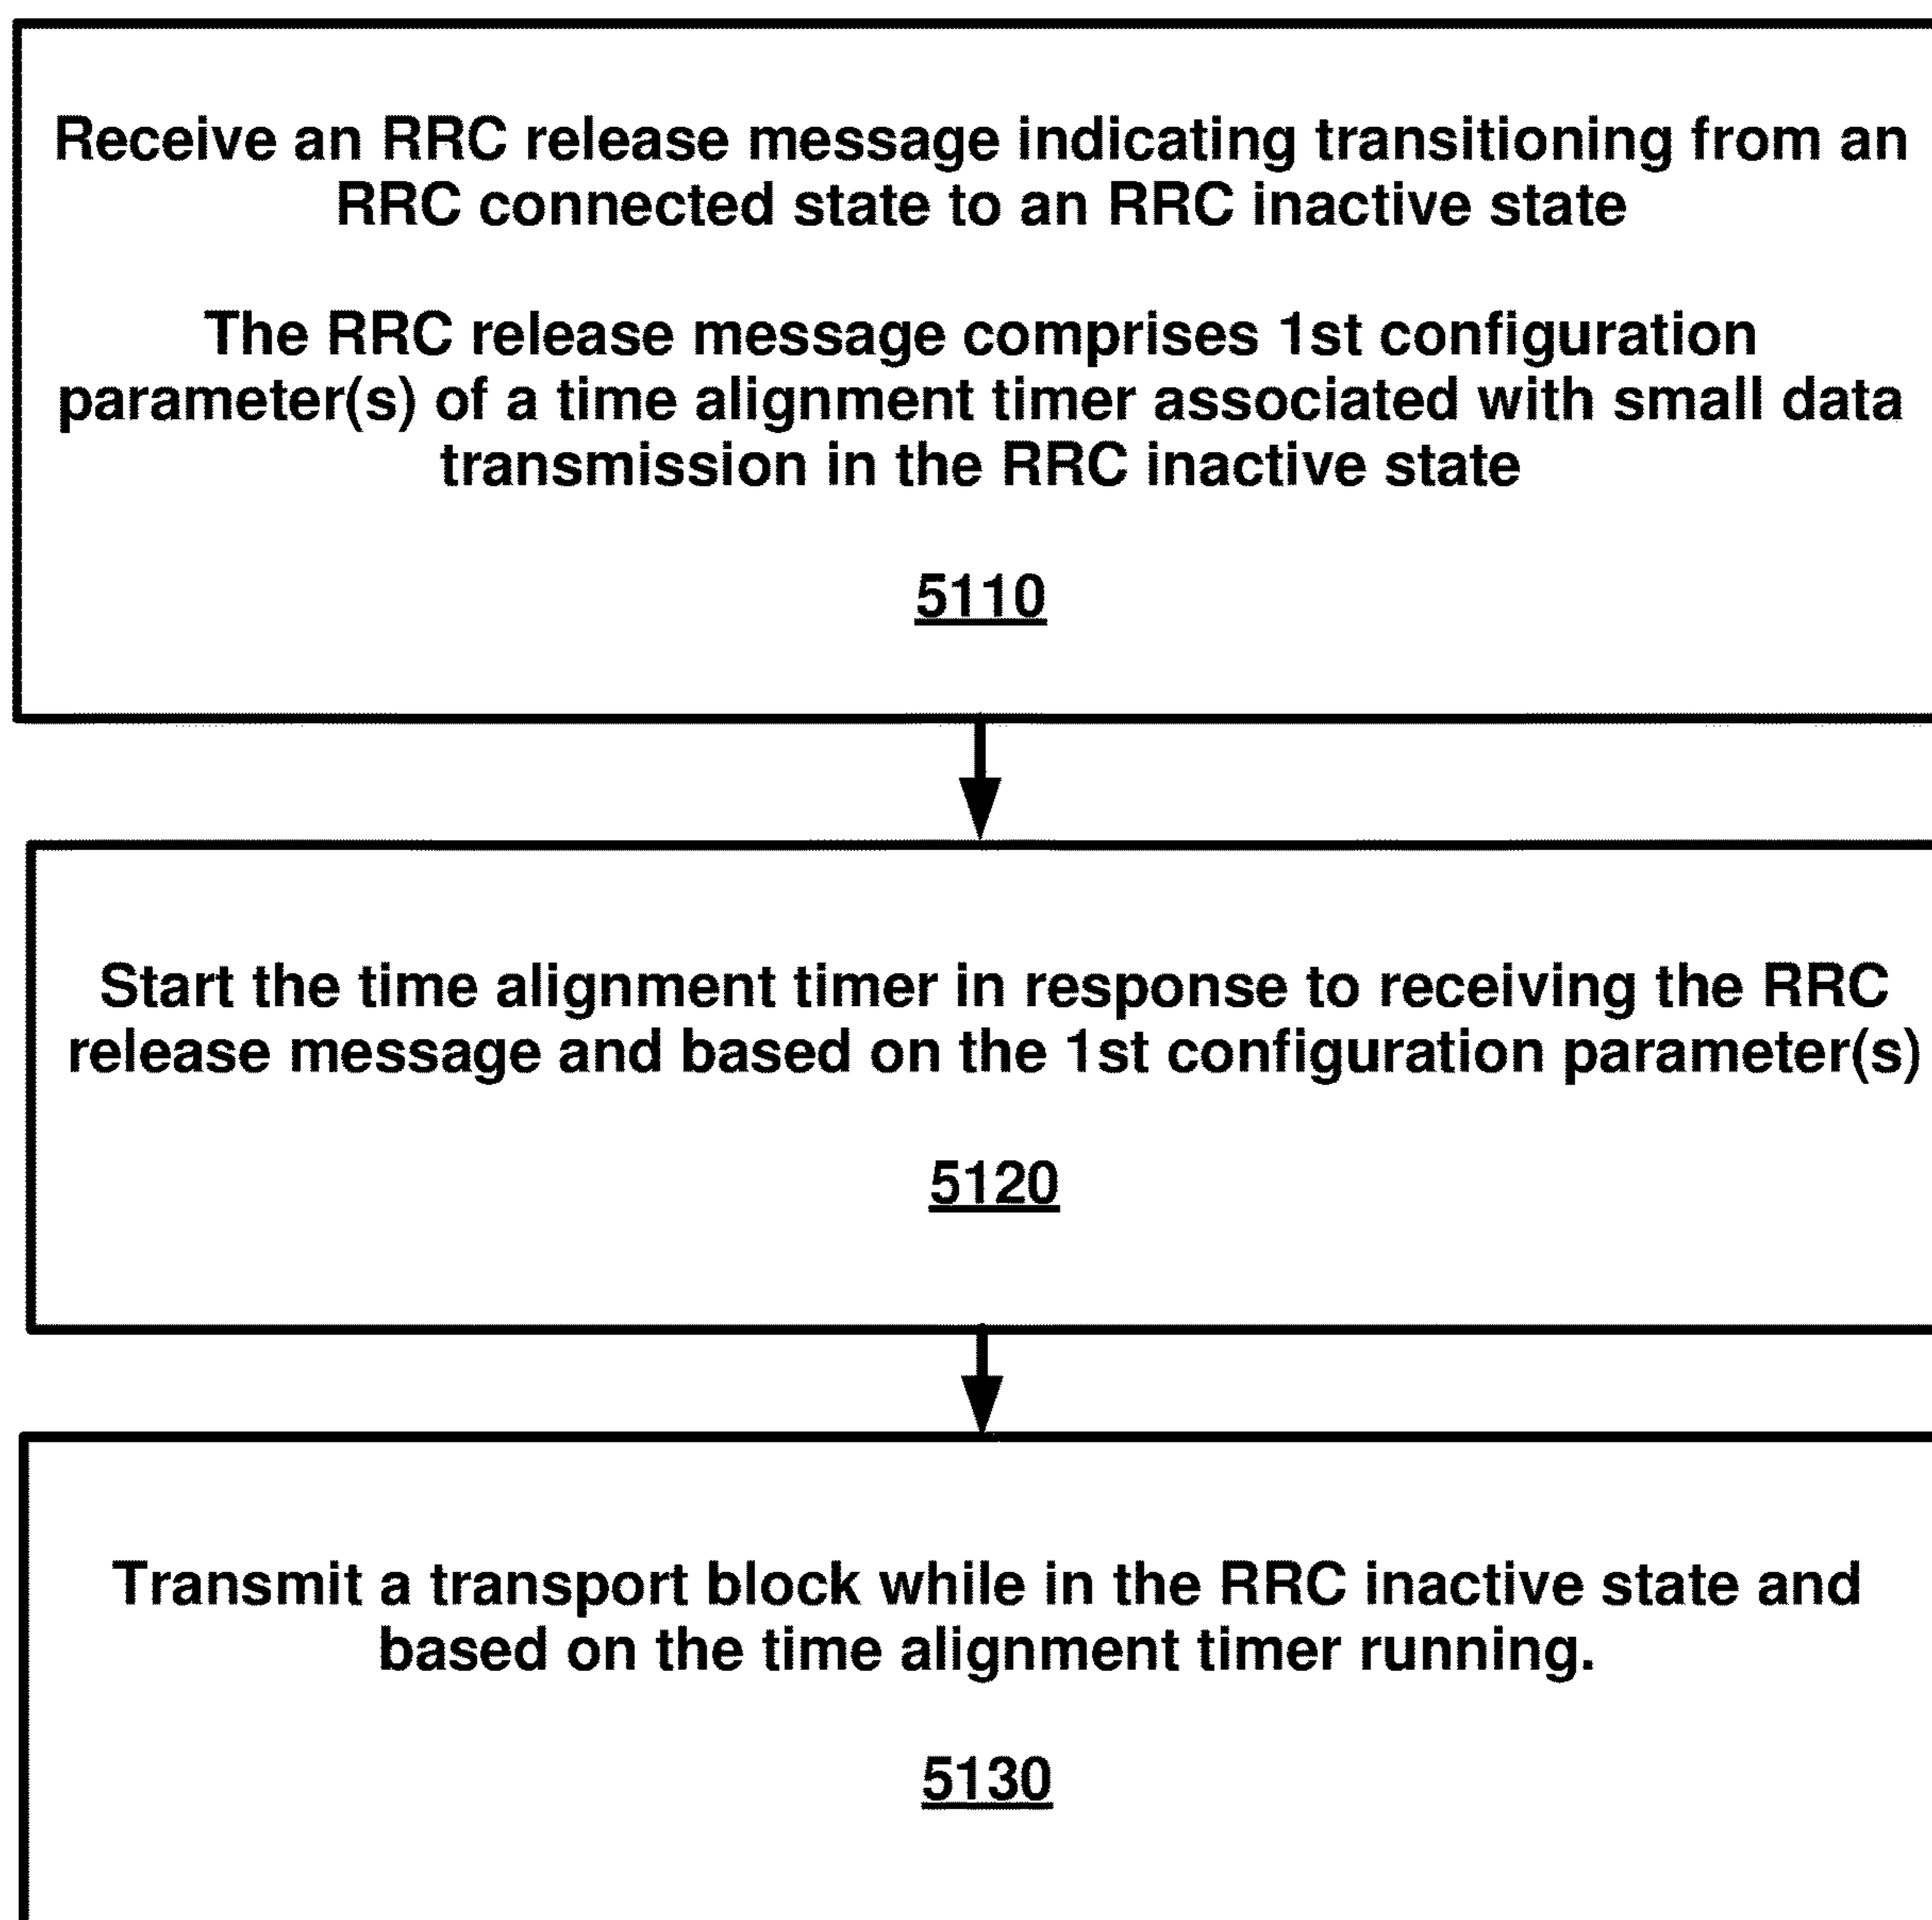 Receive an RRC release message indicating transitioning from an
RRC connected state to an RRC inactive state
The RRC release message comprises 1st configuration
parameter(s) of a time alignment timer associated with small data
transmission in the RRC inactive state
5110
Start the time alignment timer in response to receiving the RRC
release message and based on the 1st configuration parameter(s)
5120
Transmit a transport block while in the RRC inactive state and
based on the time alignment timer running.
5130